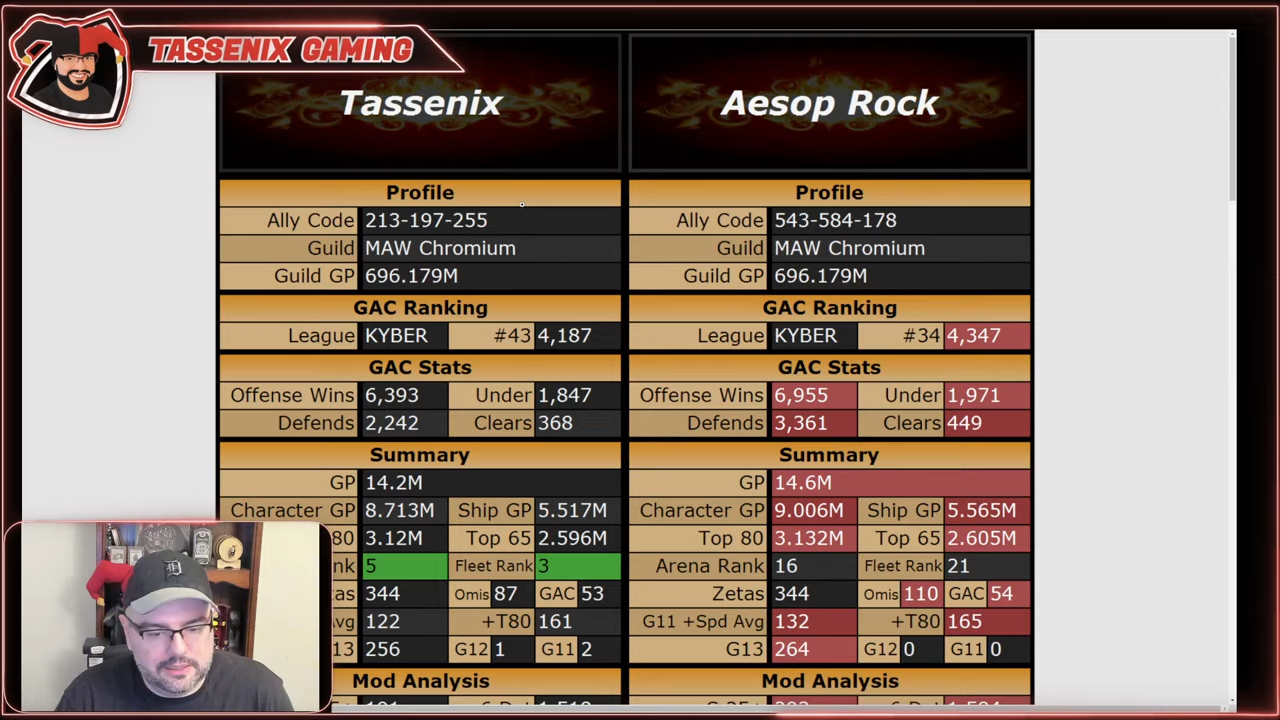 TASSENIX GAMING
Tassenix
Aesop Rock
Profile
Profile
Ally Code 213-197-255
Ally Code 543-584-178
Guild MAW Chromium
Guild MAW Chromium
Guild GP 696.179M
Guild GP 696.179M
GAC Ranking
GAC Ranking
League KYBER #43 4,187
League KYBER #34 4,347
GAC Stats
GAC Stats
Offense Wins 6,393 Under 1,847
Offense Wins 6,955 Under 1,971
Defends 2,242 Clears 368
Defends 3,361 Clears 449
Summary
Summary
GP 14.2M
GP 14.6M
Character GP 8.713M Ship GP 5.517M
Character GP 9.006M Ship GP 5.565M
80 3.12M Top 65 2.596M
Top 80 3.132M Top 65 2.605M
nk 5 Fleet Rank 3
Arena Rank 16 Fleet Rank 21
tas 344 Omis 87 GAC 53
Zetas 344 Omis 110 GAC 54
Avg 122 +T80 161
G11 +Spd Avg 132 +T80 165
13 256 G12 1 G11 2
G13 264 G12 0 G11 0
Mod Analysis
Mod Analysis